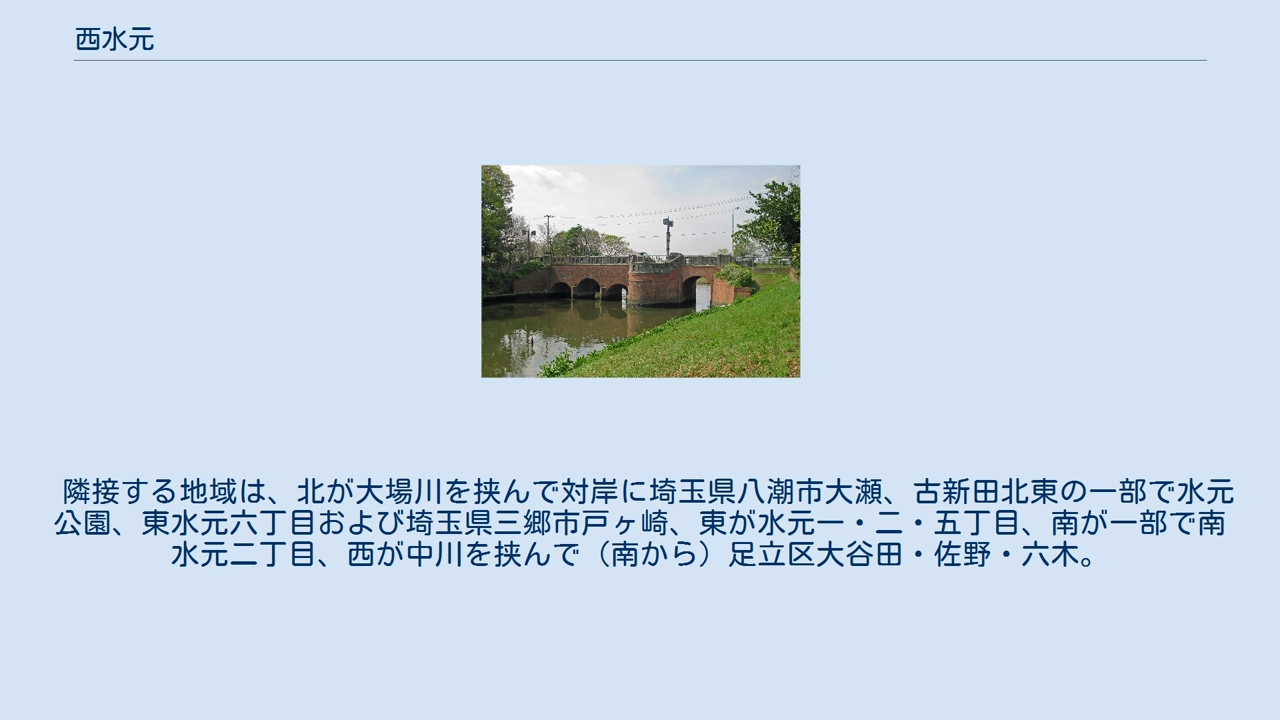 西水元
隣接する地域は、北が大場川を挟んで対岸に埼玉県八潮市大瀬、古新田北東の一部で水元
公園、東水元六丁目および埼玉県三郷市戸ヶ崎、東が水元一・二・五丁目、南が一部で南
水元二丁目、西が中川を挟んで（南から）足立区大谷田・佐野・六木。